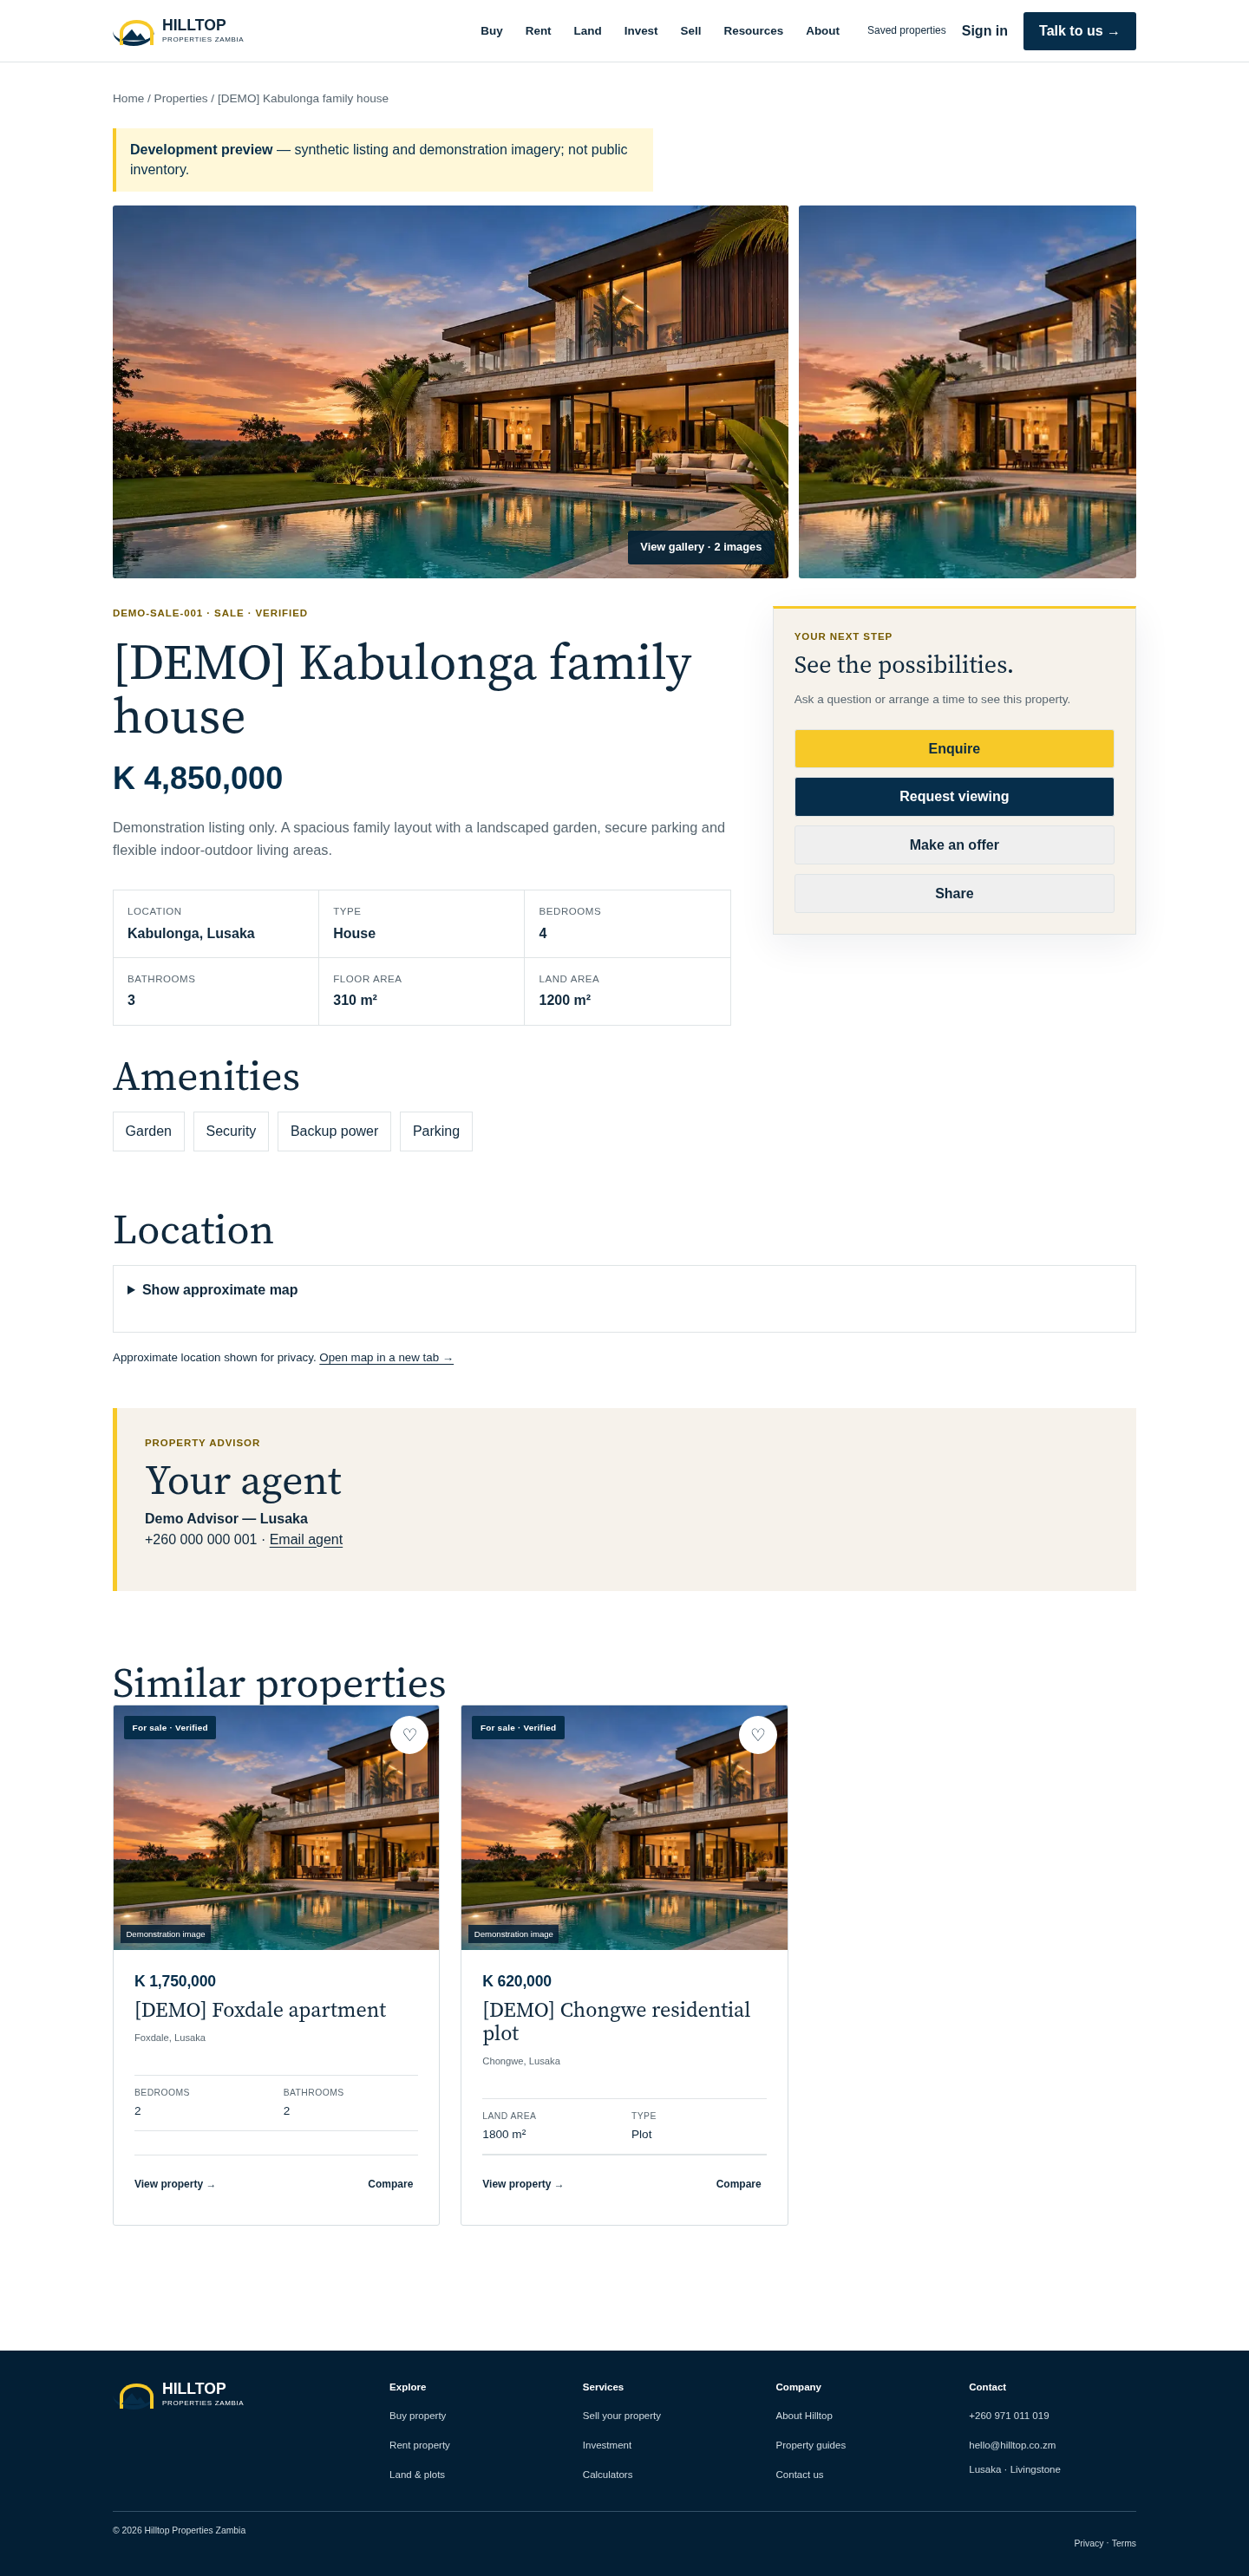 HILLTOP
PROPERTIES ZAMBIA
Buy Rent Land Invest Sell Resources About Saved properties Sign in Talk to us →
Home / Properties / [DEMO] Kabulonga family house
Development preview — synthetic listing and demonstration imagery; not public
inventory.
View gallery · 2 images
DEMO-SALE-001 · SALE · VERIFIED
[DEMO] Kabulonga family
house
K 4,850,000
Demonstration listing only. A spacious family layout with a landscaped garden, secure parking and
flexible indoor-outdoor living areas.
LOCATION TYPE BEDROOMS
Kabulonga, Lusaka House 4
BATHROOMS FLOOR AREA LAND AREA
3 310 m² 1200 m²
YOUR NEXT STEP
See the possibilities.
Ask a question or arrange a time to see this property.
Enquire
Request viewing
Make an offer
Share
Amenities
Garden Security Backup power Parking
Location
▶ Show approximate map
Approximate location shown for privacy. Open map in a new tab →
PROPERTY ADVISOR
Your agent
Demo Advisor — Lusaka
+260 000 000 001 · Email agent
Similar properties
For sale · Verified
♡
Demonstration image
K 1,750,000
[DEMO] Foxdale apartment
Foxdale, Lusaka
BEDROOMS BATHROOMS
2 2
View property → Compare
For sale · Verified
♡
Demonstration image
K 620,000
[DEMO] Chongwe residential
plot
Chongwe, Lusaka
LAND AREA TYPE
1800 m² Plot
View property → Compare
HILLTOP
PROPERTIES ZAMBIA
Explore
Buy property
Rent property
Land & plots
Services
Sell your property
Investment
Calculators
Company
About Hilltop
Property guides
Contact us
Contact
+260 971 011 019
hello@hilltop.co.zm
Lusaka · Livingstone
© 2026 Hilltop Properties Zambia
Privacy · Terms